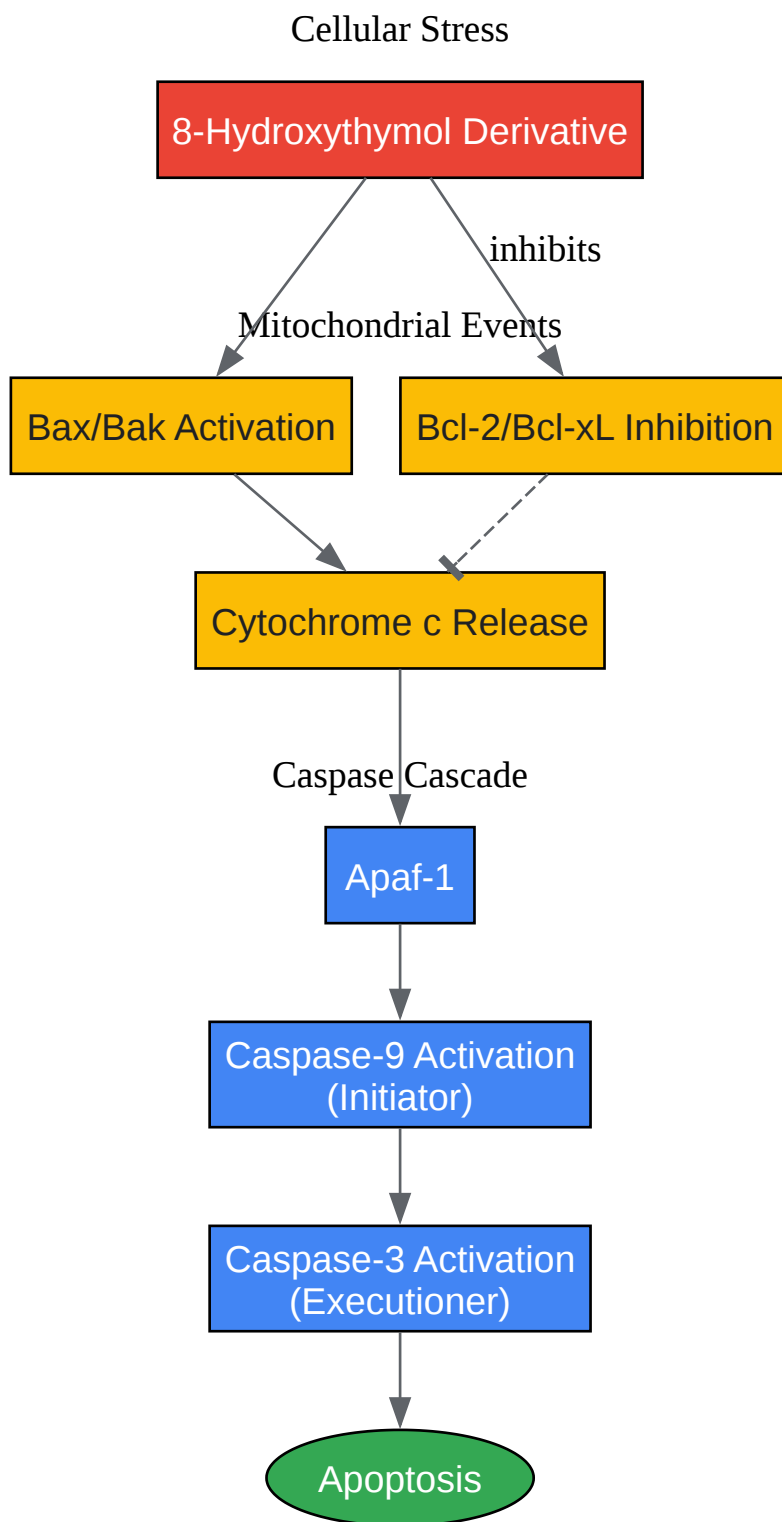 Cellular Stress
8-Hydroxythymol Derivative
inhibits
Mitochondrial Events
Bax/Bak Activation
Bcl-2/Bcl-xL Inhibition
Cytochrome c Release
Caspase Cascade
Apaf-1
Caspase-9 Activation
(Initiator)
Caspase-3 Activation
(Executioner)
Apoptosis